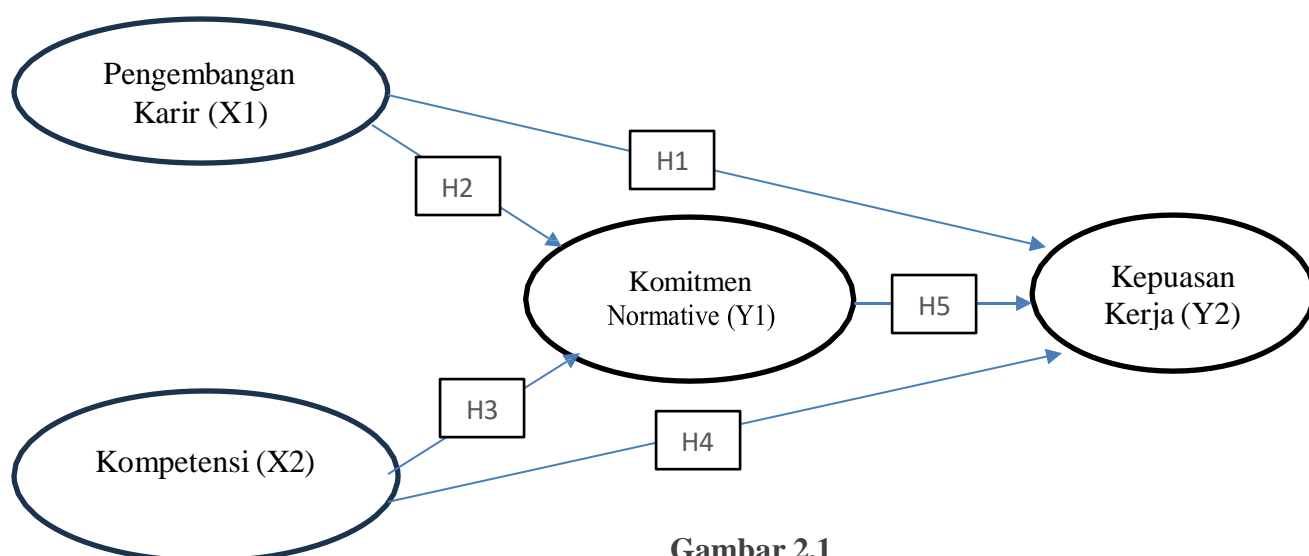 Pengembangan
Karir (X1)
H1
H2
Komitmen
Normative (Y1)
H5
Kepuasan
Kerja (Y2)
H3
Kompetensi (X2)
H4
Gambar 2.1